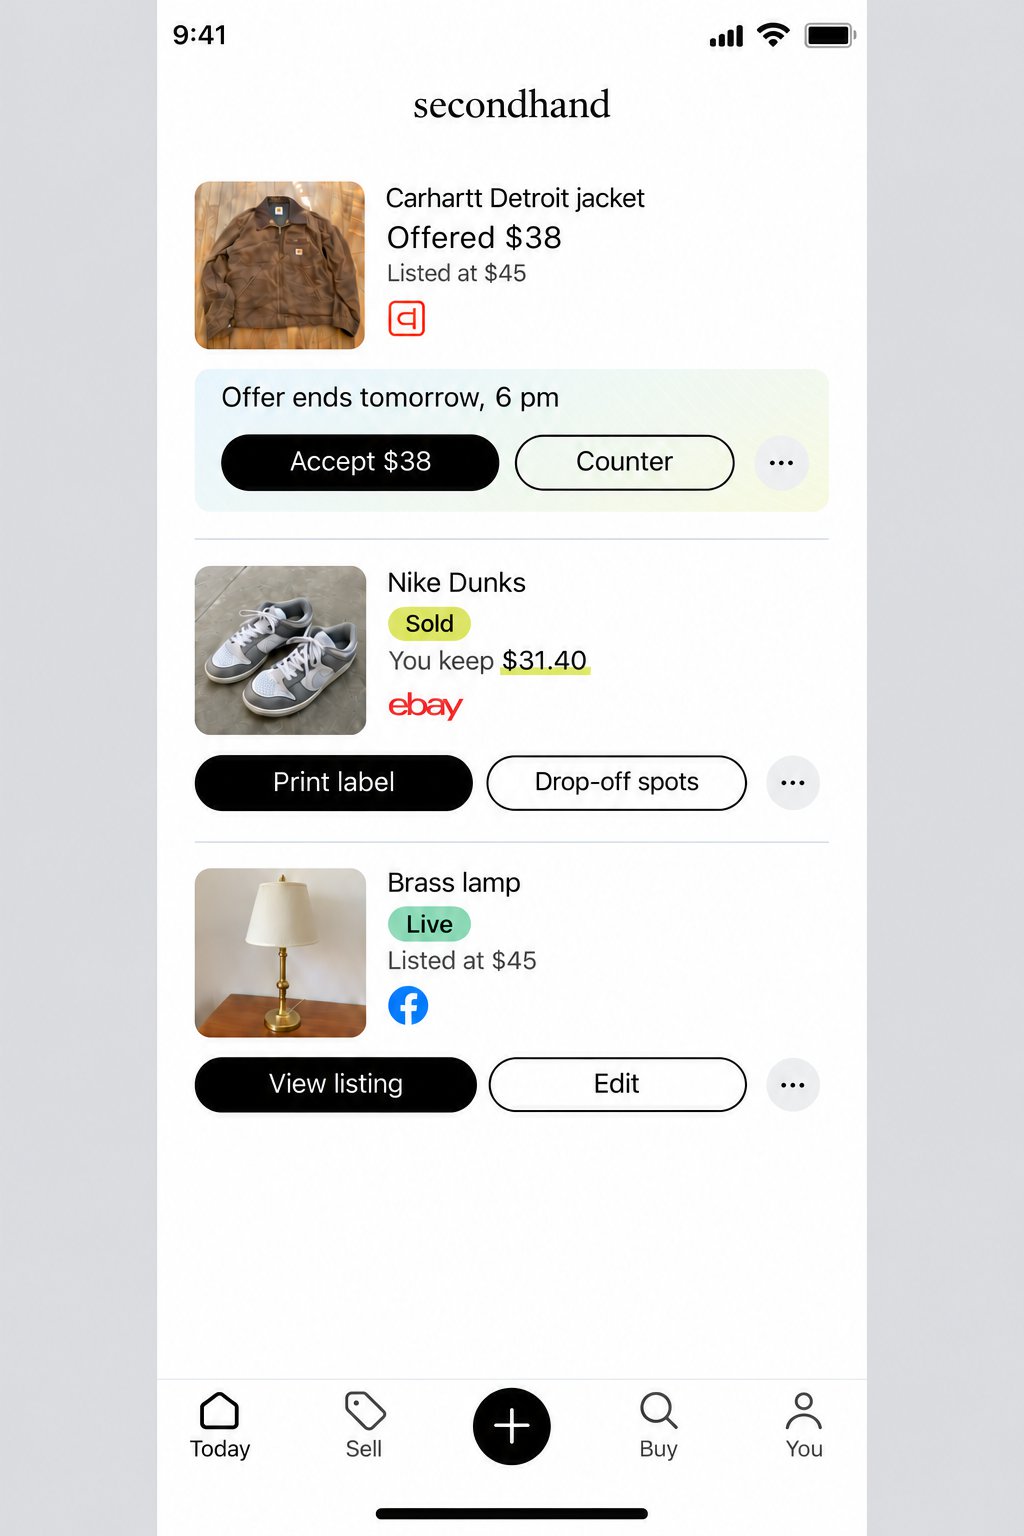 9:41
secondhand
Carhartt Detroit jacket
Offered $38
Listed at $45
Offer ends tomorrow, 6 pm
Accept $38
Counter
Nike Dunks
Sold
You keep $31.40
ebay
Print label
Drop-off spots
Brass lamp
Live
Listed at $45
View listing
Edit
Today
Sell
Buy
You